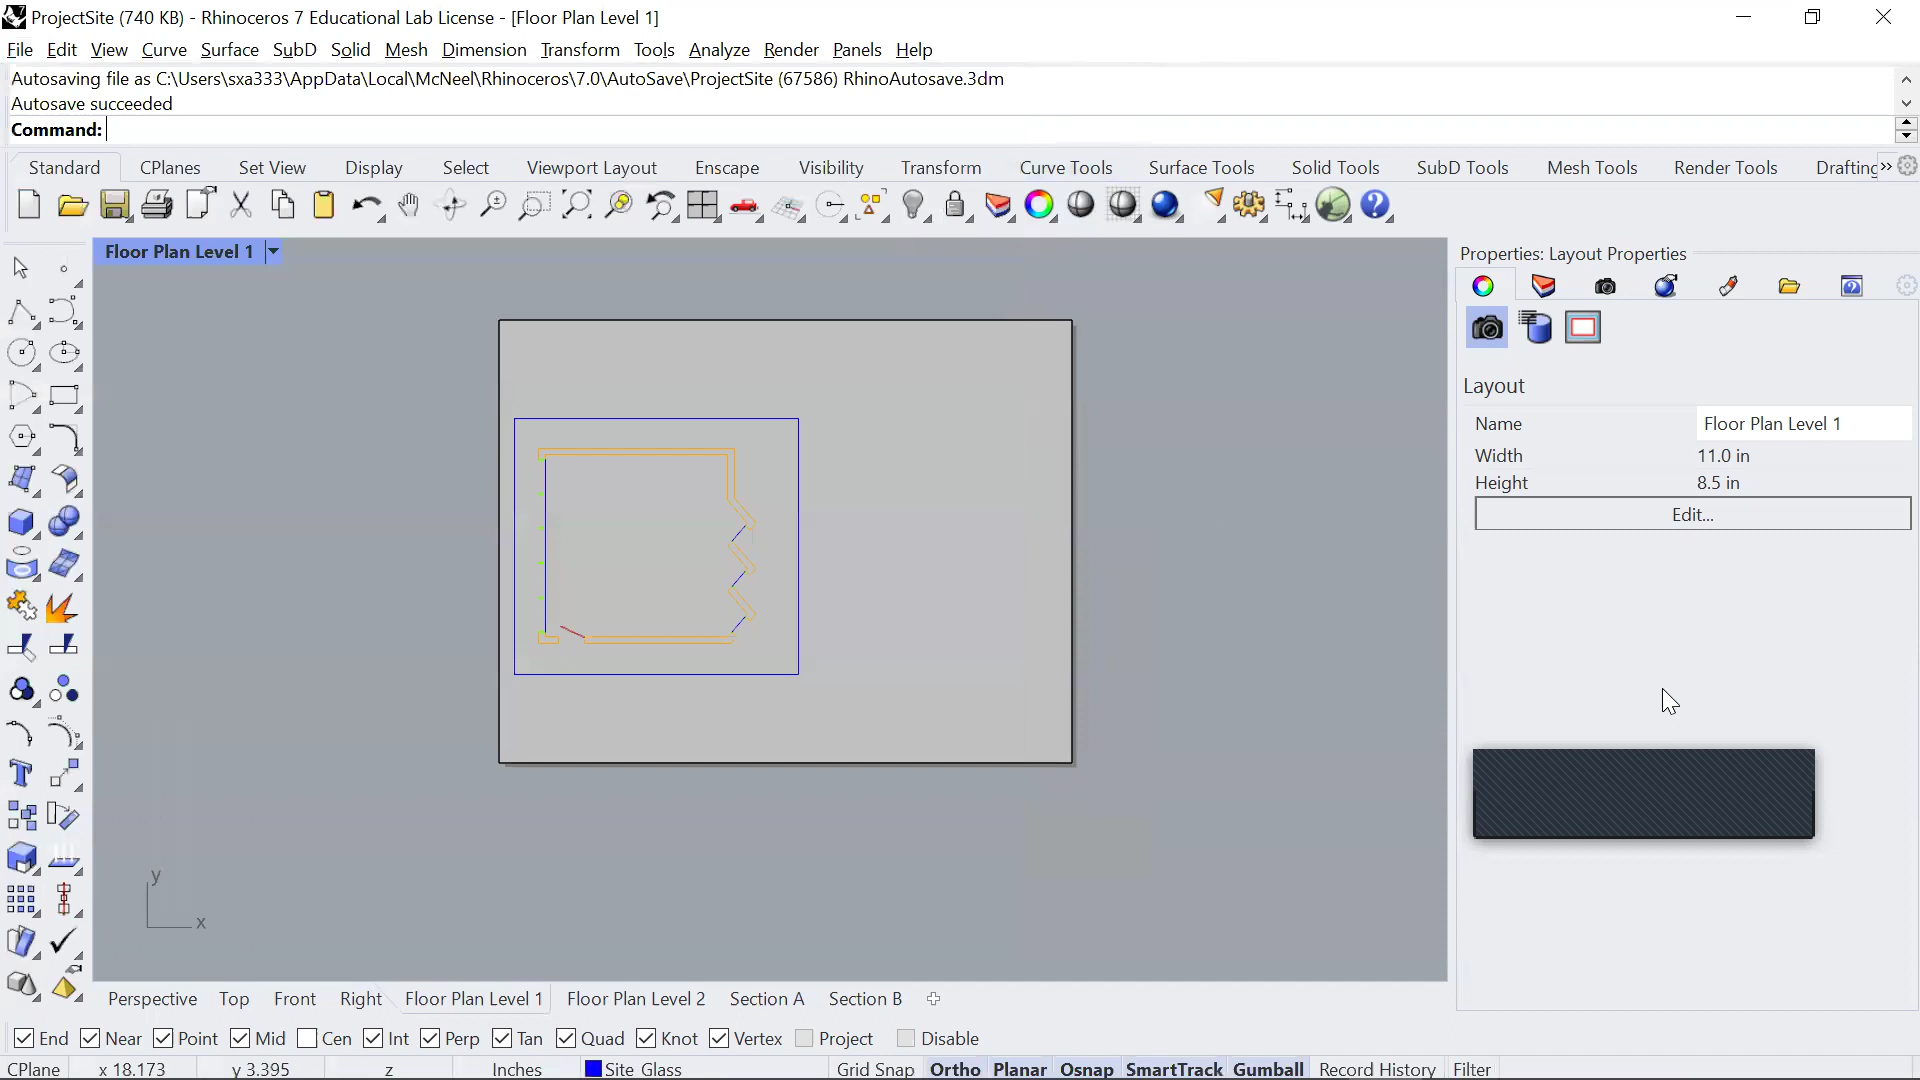 ProjectSite (740 KB) - Rhinoceros 7 Educational Lab License - [Floor Plan Level 1]
File Edit View Curve Surface SubD Solid Mesh Dimension Transform Tools Analyze Render Panels Help
Autosaving file as C:\Users\sxa333\AppData\Local\McNeel\Rhinoceros\7.0\AutoSave\ProjectSite (67586) RhinoAutosave.3dm
Autosave succeeded
Command:
Standard CPlanes Set View Display Select Viewport Layout Enscape Visibility Transform Curve Tools Surface Tools Solid Tools SubD Tools Mesh Tools Render Tools Drafting »
Floor Plan Level 1
Properties: Layout Properties
Layout
Name Floor Plan Level 1
Width 11.0 in
Height 8.5 in
Edit...
y
x
Perspective Top Front Right Floor Plan Level 1 Floor Plan Level 2 Section A Section B
End Near Point Mid Cen Int Perp Tan Quad Knot Vertex Project Disable
CPlane x 18.173 y 3.395 z Inches Site Glass Grid Snap Ortho Planar Osnap SmartTrack Gumball Record History Filter